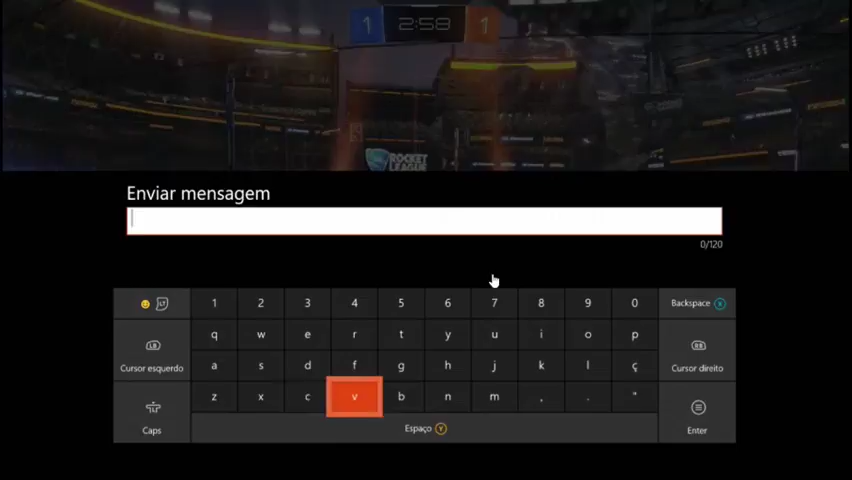 1 2:58 1
ROCKET
LEAGUE
Enviar mensagem
0/120
LT 1 2 3 4 5 6 7 8 9 0 Backspace X
q w e r t y u i o p
LB RB
Cursor esquerdo a s d f g h j k l ç Cursor direito
z x c v b n m , . "
Caps Espaço Y Enter